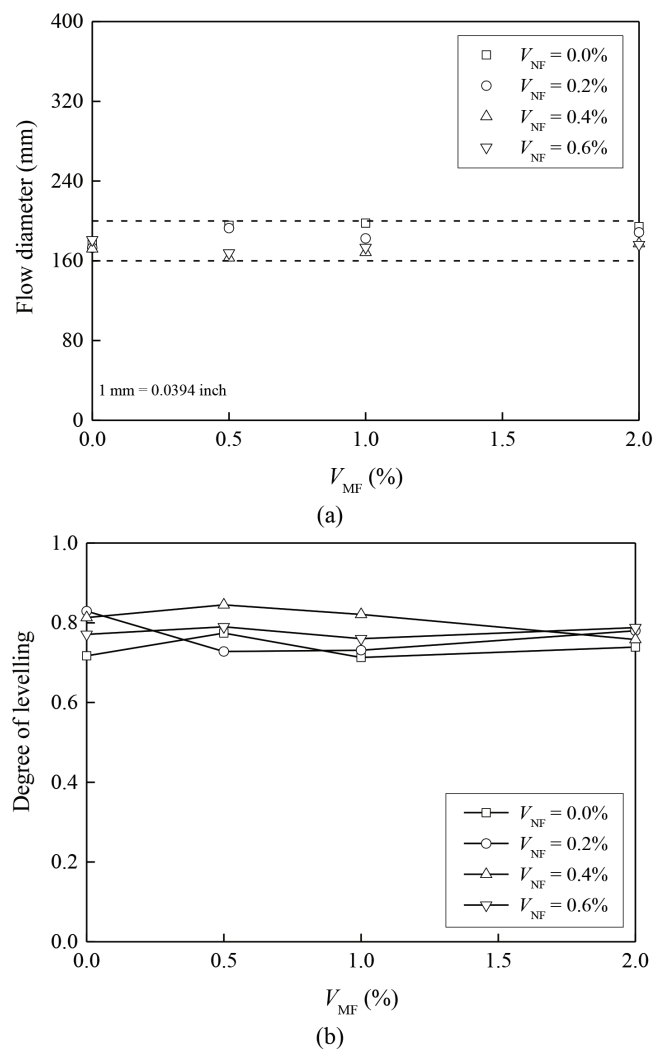 400
320
240
160
80
0
Flow diameter (mm)
V_NF = 0.0%
V_NF = 0.2%
V_NF = 0.4%
V_NF = 0.6%
1 mm = 0.0394 inch
0.0 0.5 1.0 1.5 2.0
V_MF (%)
(a)
1.0
0.8
0.6
0.4
0.2
0.0
Degree of levelling
V_NF = 0.0%
V_NF = 0.2%
V_NF = 0.4%
V_NF = 0.6%
0.0 0.5 1.0 1.5 2.0
V_MF (%)
(b)